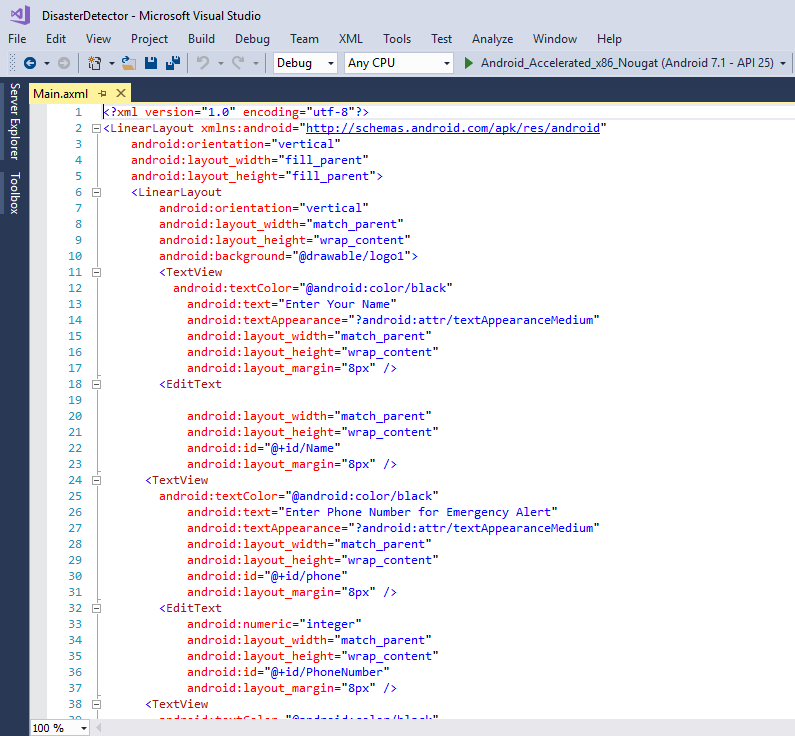 DisasterDetector - Microsoft Visual Studio
File Edit View Project Build Debug Team XML Tools Test Analyze Window Help
Debug Any CPU Android_Accelerated_x86_Nougat (Android 7.1 - API 25)
Server Explorer
Toolbox
Main.axml
1 <?xml version="1.0" encoding="utf-8"?>
2 <LinearLayout xmlns:android="http://schemas.android.com/apk/res/android"
3 android:orientation="vertical"
4 android:layout_width="fill_parent"
5 android:layout_height="fill_parent">
6 <LinearLayout
7 android:orientation="vertical"
8 android:layout_width="match_parent"
9 android:layout_height="wrap_content"
10 android:background="@drawable/logo1">
11 <TextView
12 android:textColor="@android:color/black"
13 android:text="Enter Your Name"
14 android:textAppearance="?android:attr/textAppearanceMedium"
15 android:layout_width="match_parent"
16 android:layout_height="wrap_content"
17 android:layout_margin="8px" />
18 <EditText
19
20 android:layout_width="match_parent"
21 android:layout_height="wrap_content"
22 android:id="@+id/Name"
23 android:layout_margin="8px" />
24 <TextView
25 android:textColor="@android:color/black"
26 android:text="Enter Phone Number for Emergency Alert"
27 android:textAppearance="?android:attr/textAppearanceMedium"
28 android:layout_width="match_parent"
29 android:layout_height="wrap_content"
30 android:id="@+id/phone"
31 android:layout_margin="8px" />
32 <EditText
33 android:numeric="integer"
34 android:layout_width="match_parent"
35 android:layout_height="wrap_content"
36 android:id="@+id/PhoneNumber"
37 android:layout_margin="8px" />
38 <TextView
39 android:textColor="@android:color/black"
100 %